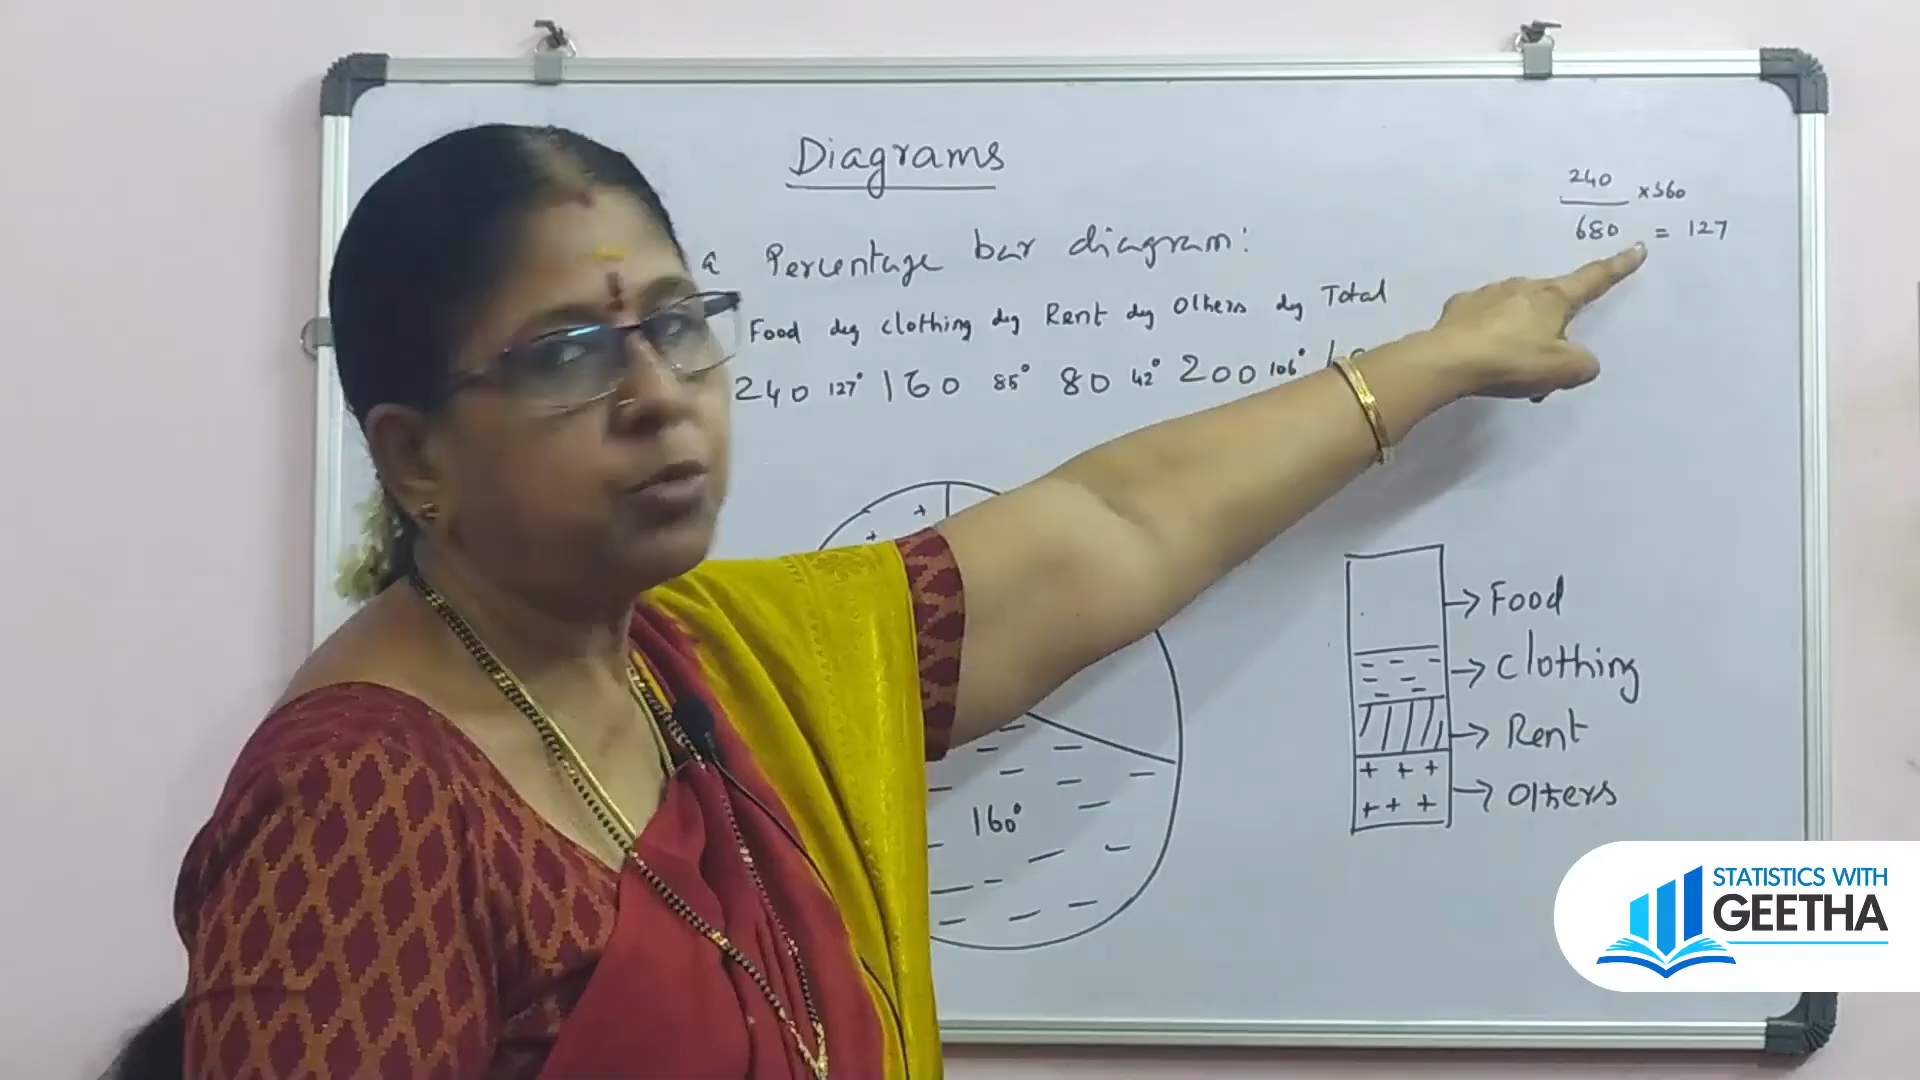 Diagrams
a Percentage bar diagram:
Food deg clothing deg Rent deg Others deg Total
240 127° 160 85° 80 42° 200 106°
240 ×360
680 = 127
+
+
160°
Food
clothing
Rent
+ + +
Others
+ + +
STATISTICS WITH
GEETHA